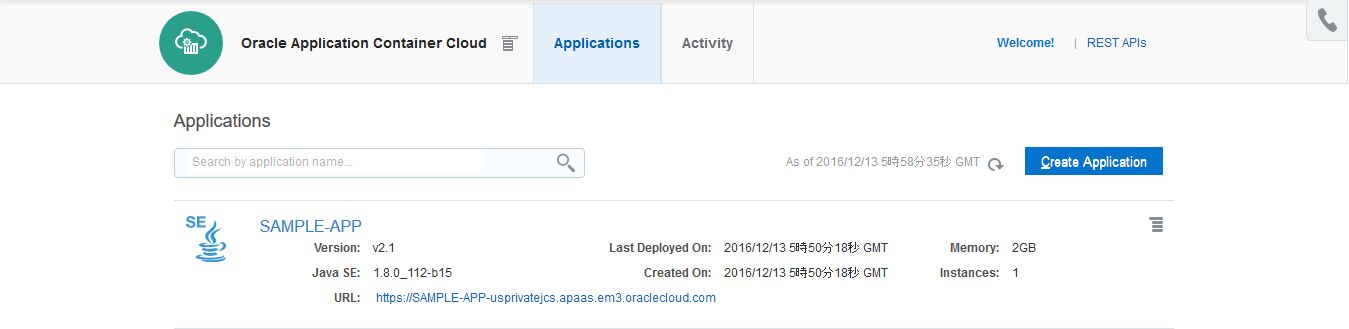 Oracle Application Container Cloud Applications Activity Welcome! | REST APIs
Applications
Search by application name... As of 2016/12/13 5時58分35秒 GMT Create Application
SE SAMPLE-APP
Version: v2.1 Last Deployed On: 2016/12/13 5時50分18秒 GMT Memory: 2GB
Java SE: 1.8.0_112-b15 Created On: 2016/12/13 5時50分18秒 GMT Instances: 1
URL: https://SAMPLE-APP-usprivatejcs.apaas.em3.oraclecloud.com